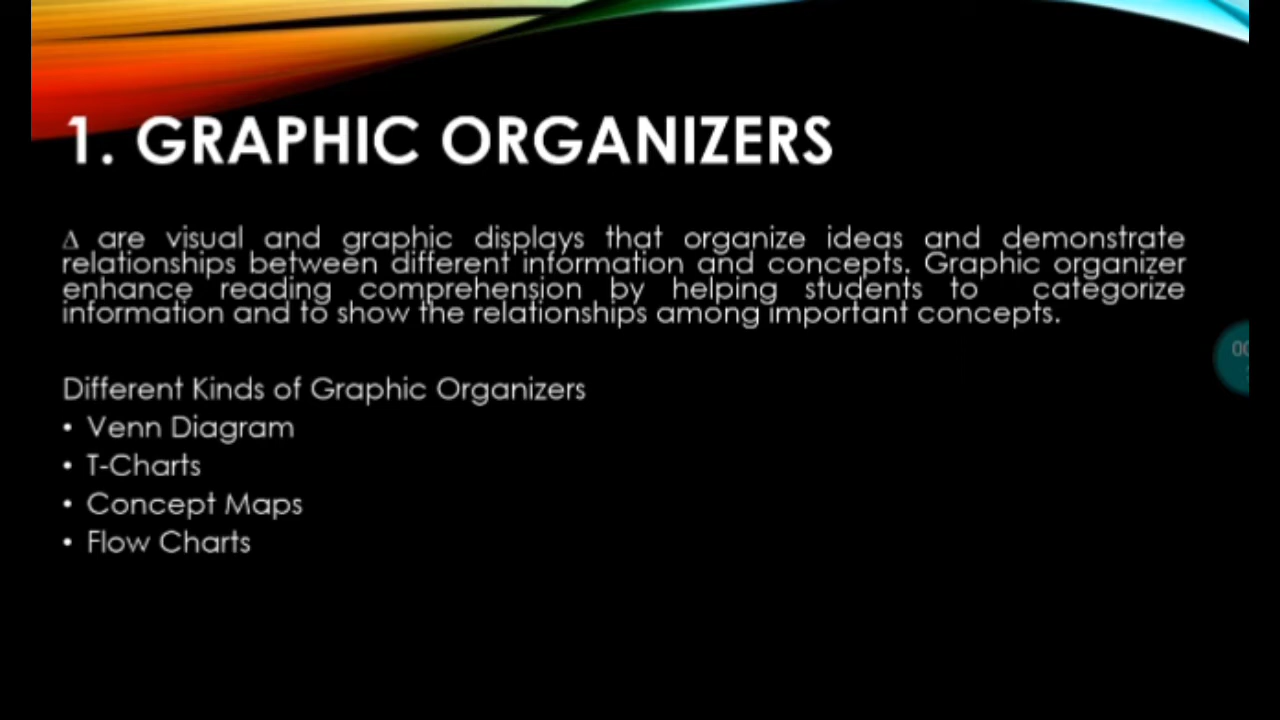 1. GRAPHIC ORGANIZERS
∆ are visual and graphic displays that organize ideas and demonstrate
relationships between different information and concepts. Graphic organizer
enhance reading comprehension by helping students to categorize
information and to show the relationships among important concepts.
Different Kinds of Graphic Organizers
• Venn Diagram
• T-Charts
• Concept Maps
• Flow Charts